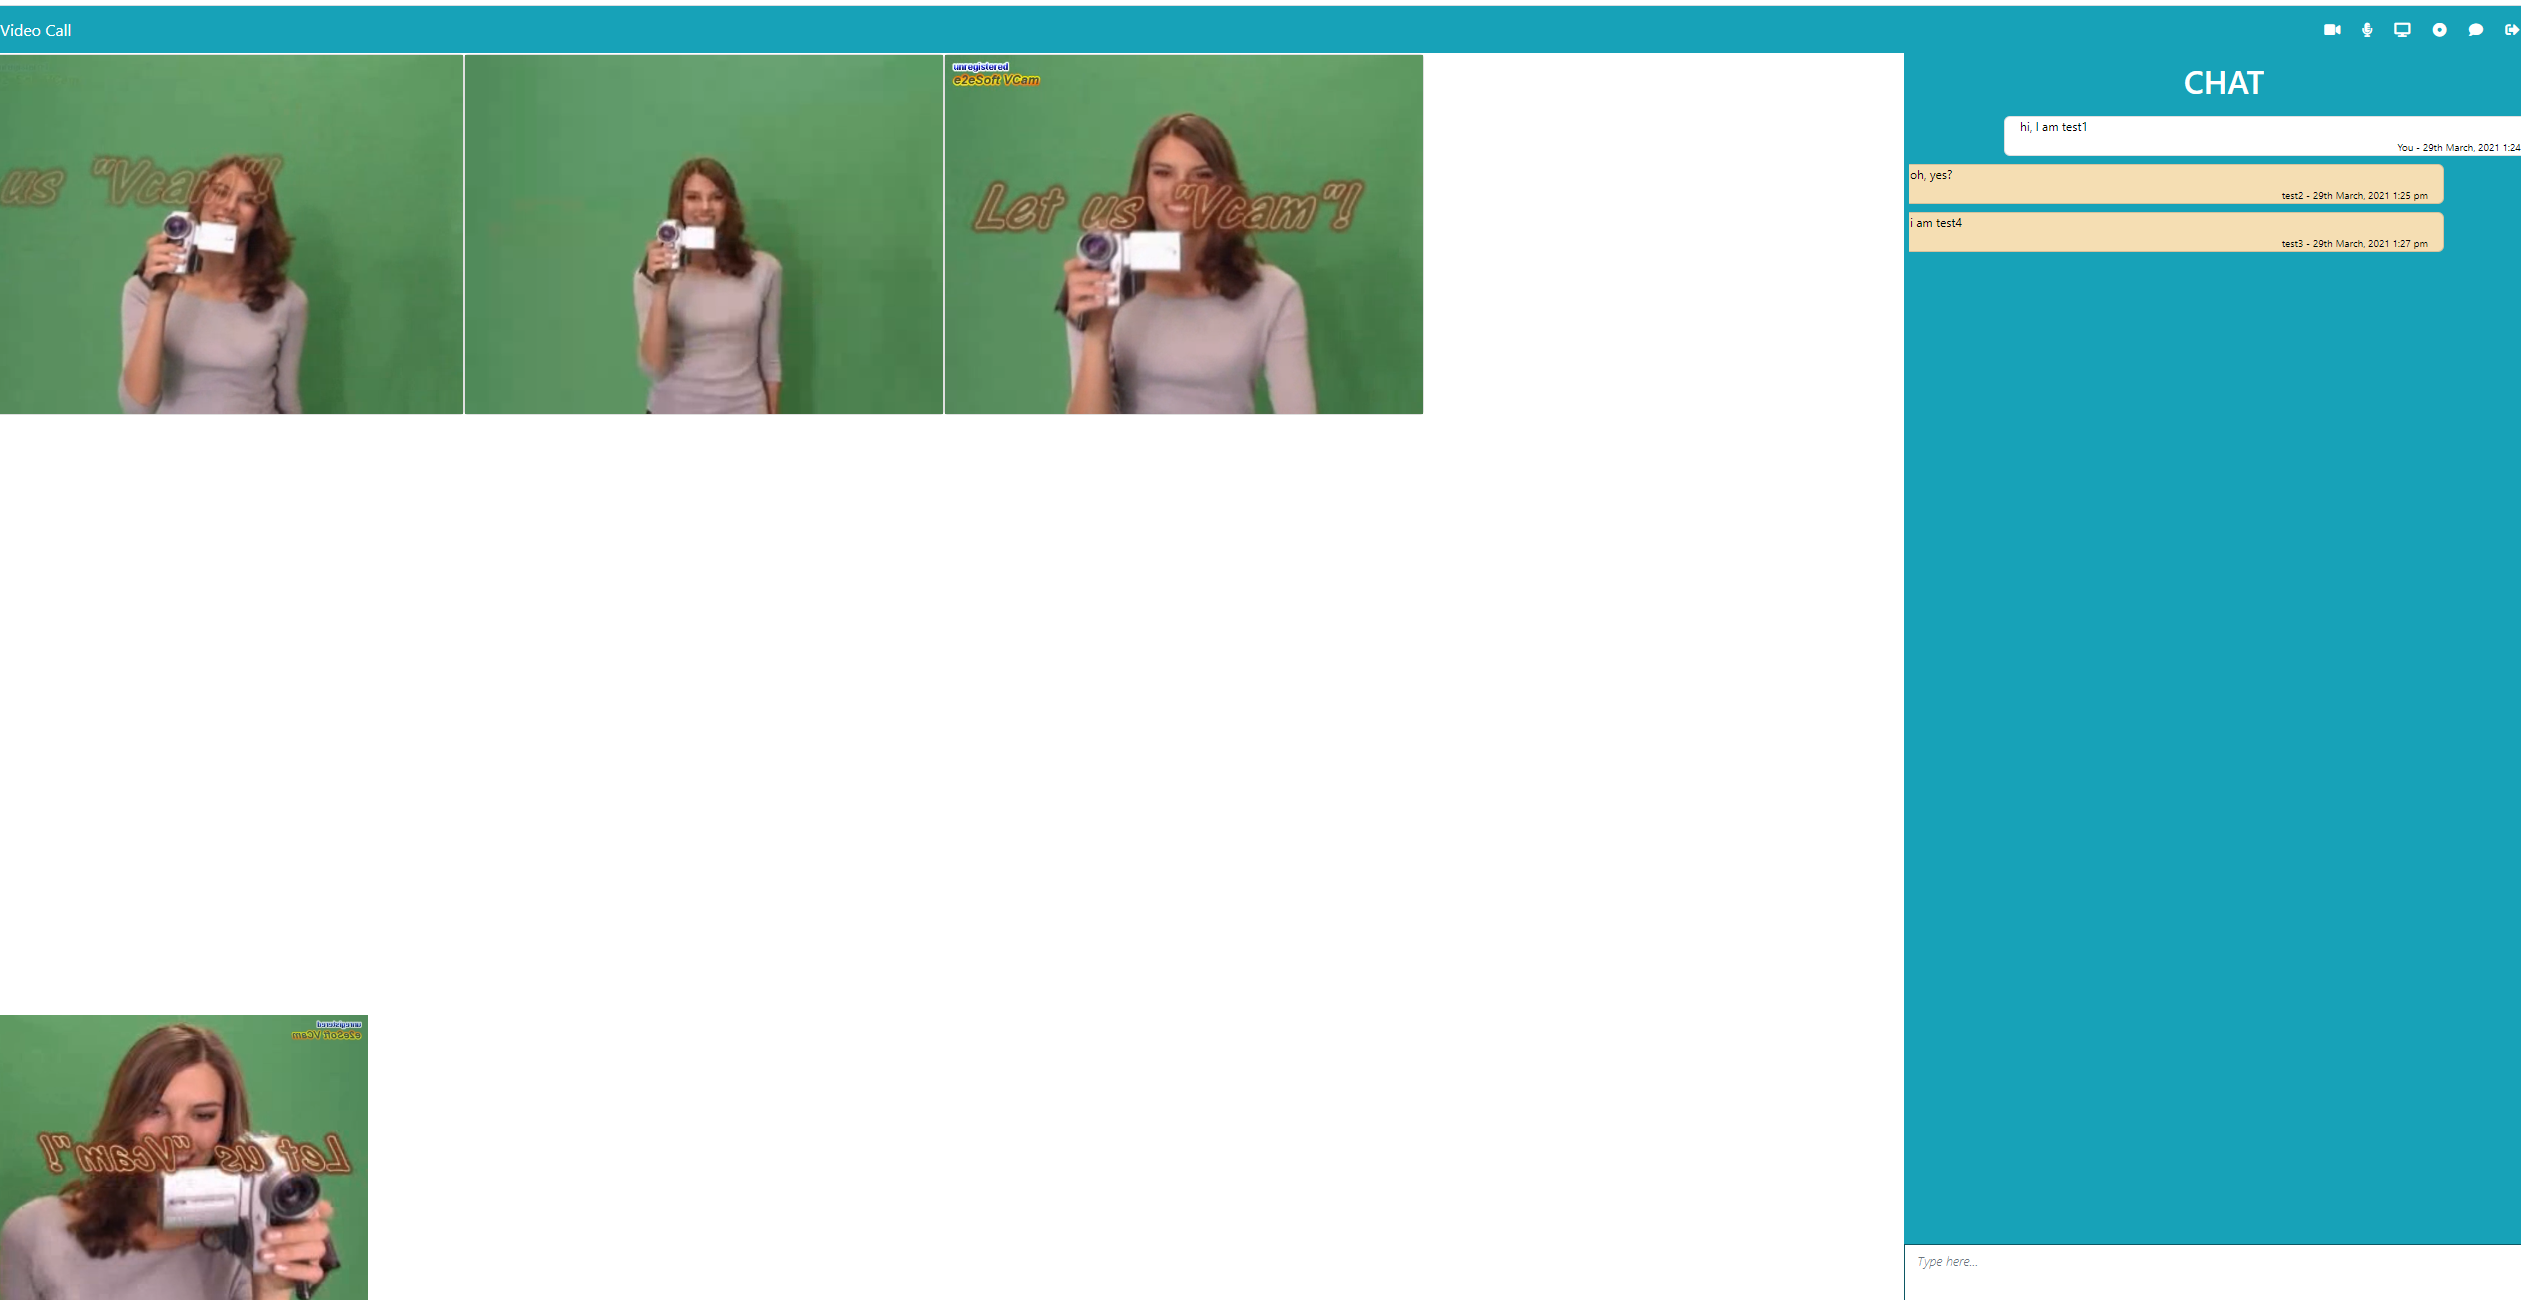 Video Call
us "Vcam"!
unregistered
e2eSoft VCam
Let us "Vcam"!
CHAT
hi, I am test1
You - 29th March, 2021 1:24
oh, yes?
test2 - 29th March, 2021 1:25 pm
i am test4
test3 - 29th March, 2021 1:27 pm
unregistered
e2eSoft VCam
Let us "Vcam"!
Type here...